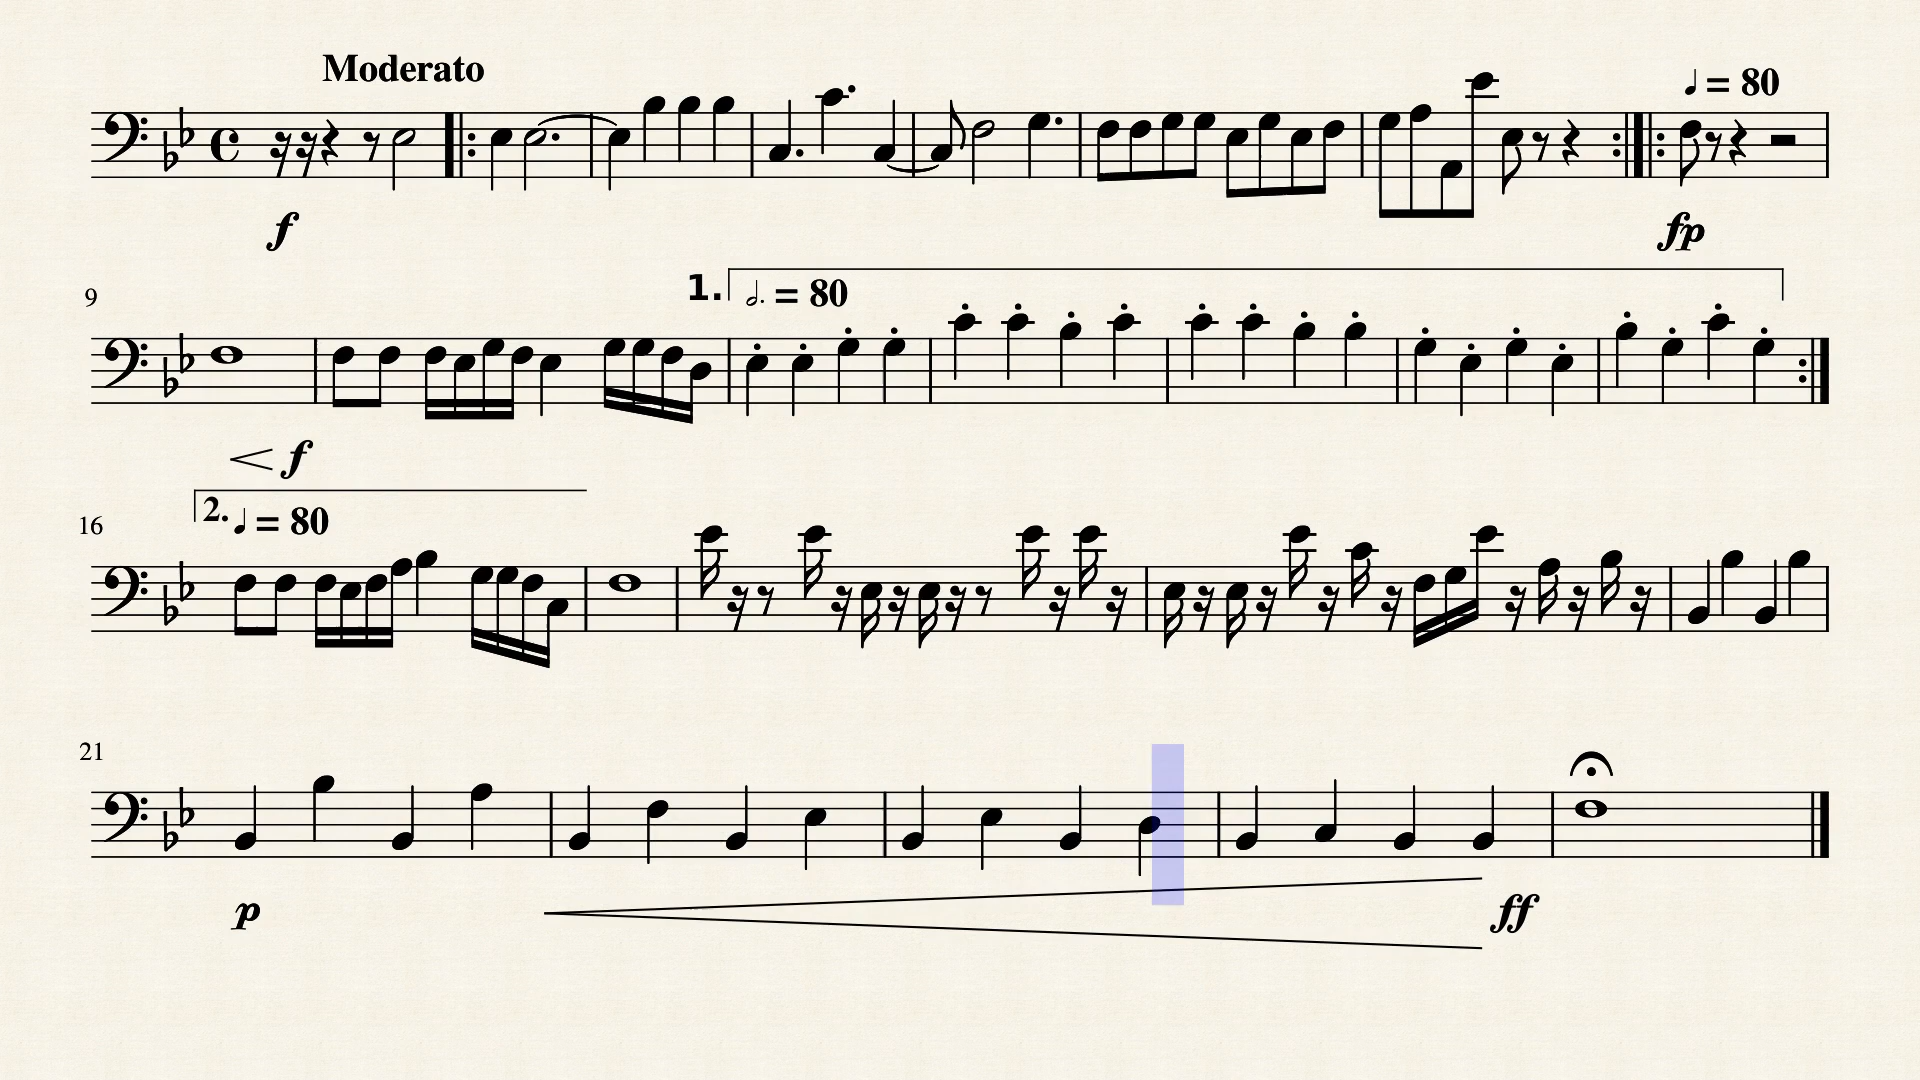 Moderato
♩ = 80
f
fp
9
1. 𝅗𝅥. = 80
f
16
2. ♩ = 80
21
p
ff